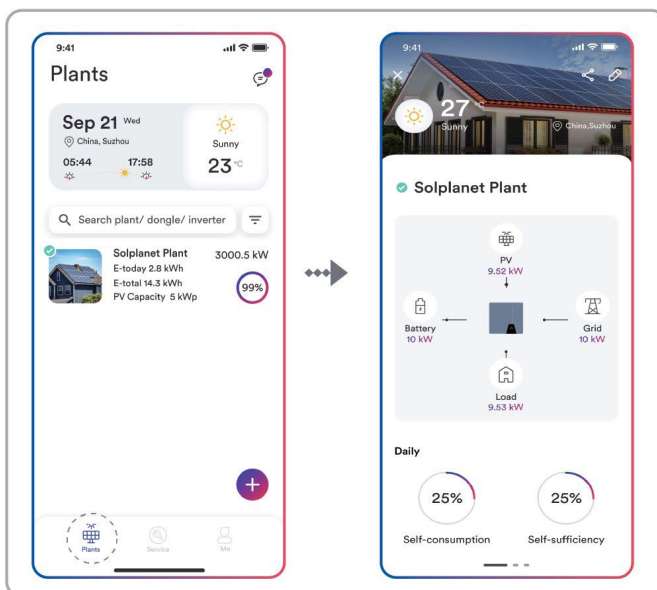 9:41
Plants
Sep 21 Wed
China, Suzhou
05:44 17:58
Sunny
23 °C
Search plant/ dongle/ inverter
Solplanet Plant 3000.5 kW
E-today 2.8 kWh
E-total 14.3 kWh
PV Capacity 5 kWp
99%
+
Plants Service Me
9:41
27 °C
Sunny
China,Suzhou
Solplanet Plant
PV
9.52 kW
Battery
10 kW
Grid
10 kW
Load
9.53 kW
Daily
25% 25%
Self-consumption Self-sufficiency